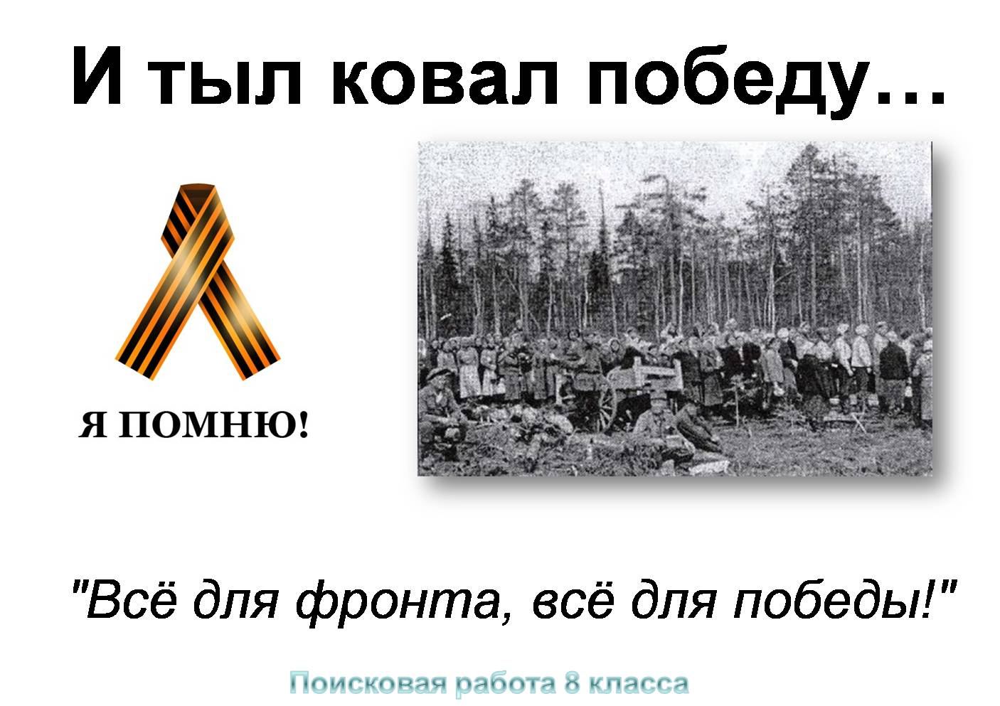 И тыл ковал победу…
Я ПОМНЮ!
"Всё для фронта, всё для победы!"
Поисковая работа 8 класса